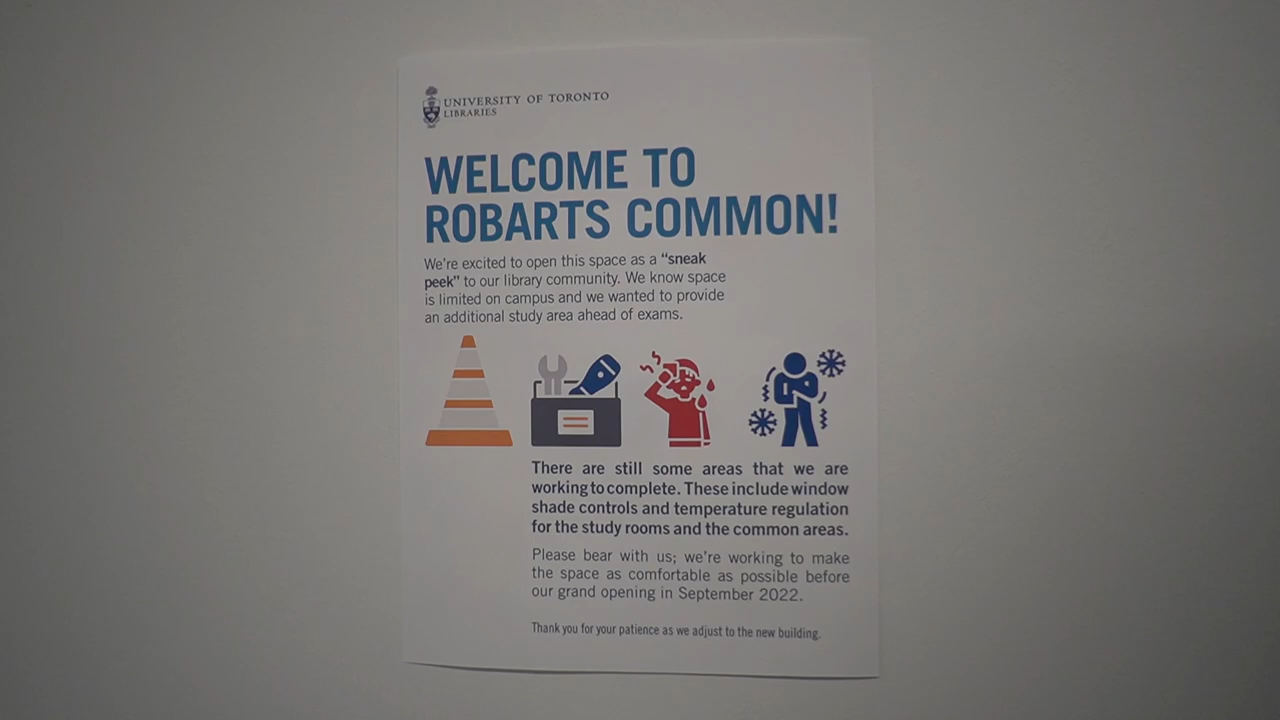 UNIVERSITY OF TORONTO
LIBRARIES
WELCOME TO
ROBARTS COMMON!
We're excited to open this space as a “sneak
peek” to our library community. We know space
is limited on campus and we wanted to provide
an additional study area ahead of exams.
There are still some areas that we are
working to complete. These include window
shade controls and temperature regulation
for the study rooms and the common areas.
Please bear with us; we're working to make
the space as comfortable as possible before
our grand opening in September 2022.
Thank you for your patience as we adjust to the new building.